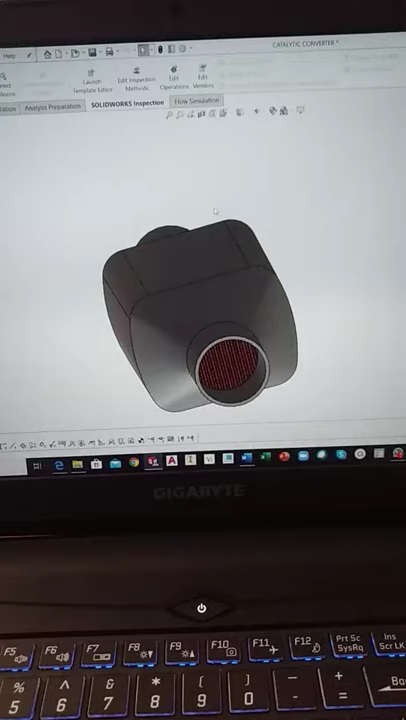 Help
CATALYTIC CONVERTER *
Launch
Template Editor
Edit Inspection
Methods
Edit
Operations
Edit
Vendors
Analysis Preparation
SOLIDWORKS Inspection
Flow Simulation
GIGABYTE
F5
F6
F7
F8
F9
F10
F11
F12
Prt Sc
SysRq
Ins
Scr LK
%
5
^
6
&
7
*
8
(
9
)
0
_
-
+
=
Ba